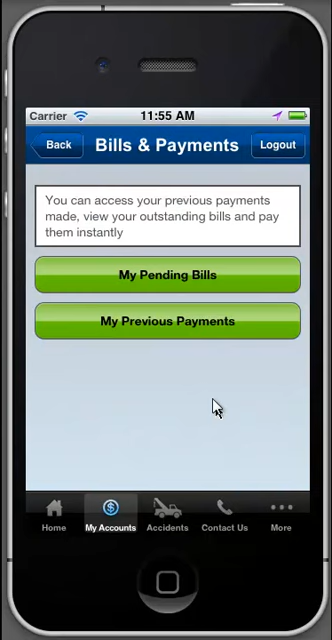 Carrier 11:55 AM
Back Bills & Payments Logout
You can access your previous payments
made, view your outstanding bills and pay
them instantly
My Pending Bills
My Previous Payments
Home My Accounts Accidents Contact Us More